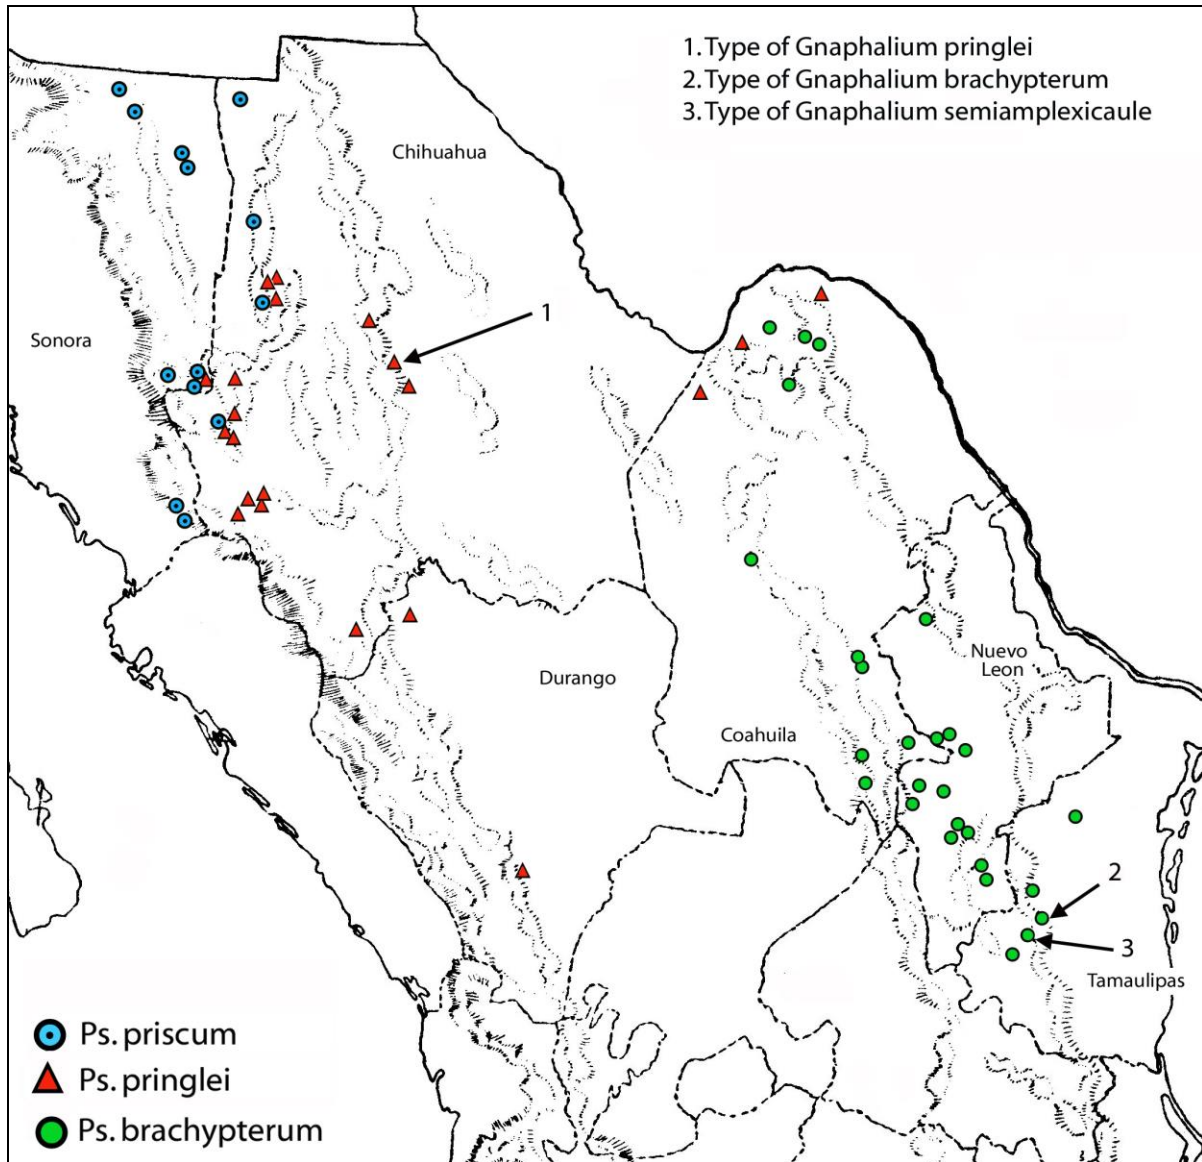 1. Type of Gnaphalium pringlei
2. Type of Gnaphalium brachypterum
3. Type of Gnaphalium semiamplexicaule
Chihuahua
Sonora
1
Nuevo
Leon
Durango
Coahuila
2
3
Tamaulipas
Ps. priscum
Ps. pringlei
Ps. brachypterum